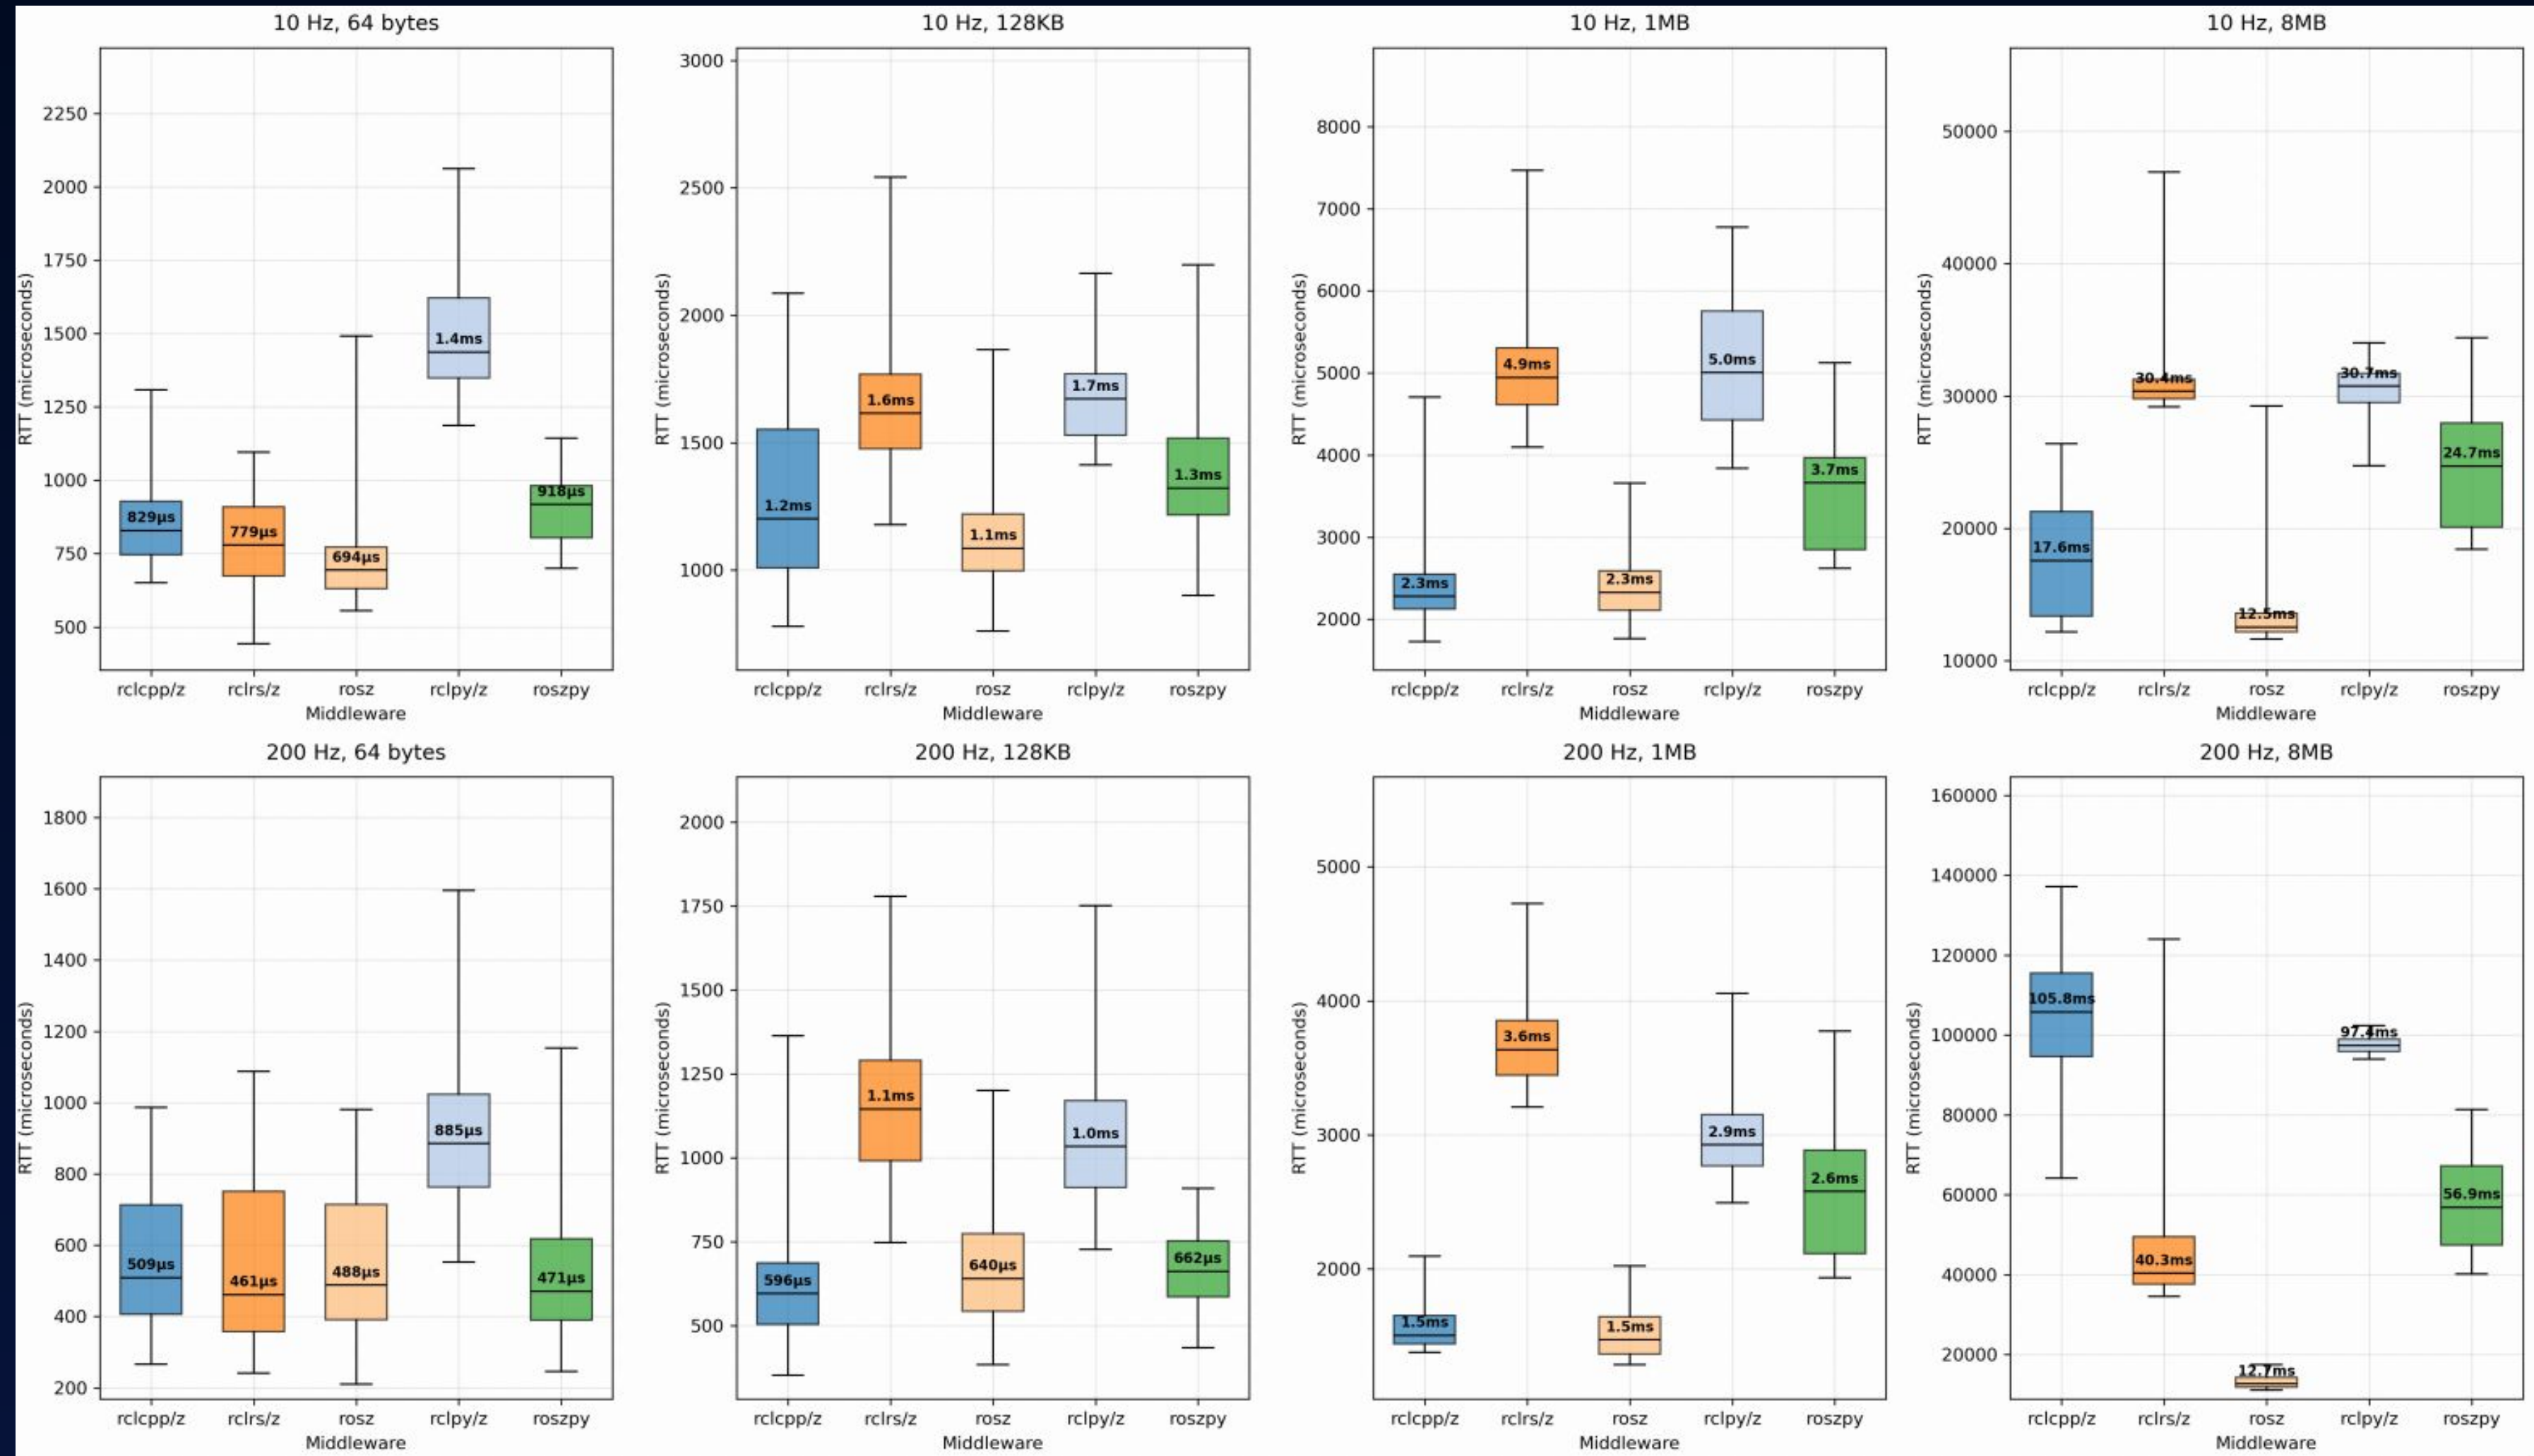 10 Hz, 64 bytes
RTT (microseconds)
2250
2000
1750
1500
1250
1000
750
500
829µs
779µs
694µs
1.4ms
918µs
rclcpp/z rclrs/z rosz rclpy/z roszpy
Middleware
10 Hz, 128KB
RTT (microseconds)
3000
2500
2000
1500
1000
1.2ms
1.6ms
1.1ms
1.7ms
1.3ms
rclcpp/z rclrs/z rosz rclpy/z roszpy
Middleware
10 Hz, 1MB
RTT (microseconds)
8000
7000
6000
5000
4000
3000
2000
2.3ms
4.9ms
2.3ms
5.0ms
3.7ms
rclcpp/z rclrs/z rosz rclpy/z roszpy
Middleware
10 Hz, 8MB
RTT (microseconds)
50000
40000
30000
20000
10000
17.6ms
30.4ms
12.5ms
30.7ms
24.7ms
rclcpp/z rclrs/z rosz rclpy/z roszpy
Middleware
200 Hz, 64 bytes
RTT (microseconds)
1800
1600
1400
1200
1000
800
600
400
200
509µs
461µs
488µs
885µs
471µs
rclcpp/z rclrs/z rosz rclpy/z roszpy
Middleware
200 Hz, 128KB
RTT (microseconds)
2000
1750
1500
1250
1000
750
500
596µs
1.1ms
640µs
1.0ms
662µs
rclcpp/z rclrs/z rosz rclpy/z roszpy
Middleware
200 Hz, 1MB
RTT (microseconds)
5000
4000
3000
2000
1.5ms
3.6ms
1.5ms
2.9ms
2.6ms
rclcpp/z rclrs/z rosz rclpy/z roszpy
Middleware
200 Hz, 8MB
RTT (microseconds)
160000
140000
120000
100000
80000
60000
40000
20000
105.8ms
40.3ms
12.7ms
97.4ms
56.9ms
rclcpp/z rclrs/z rosz rclpy/z roszpy
Middleware